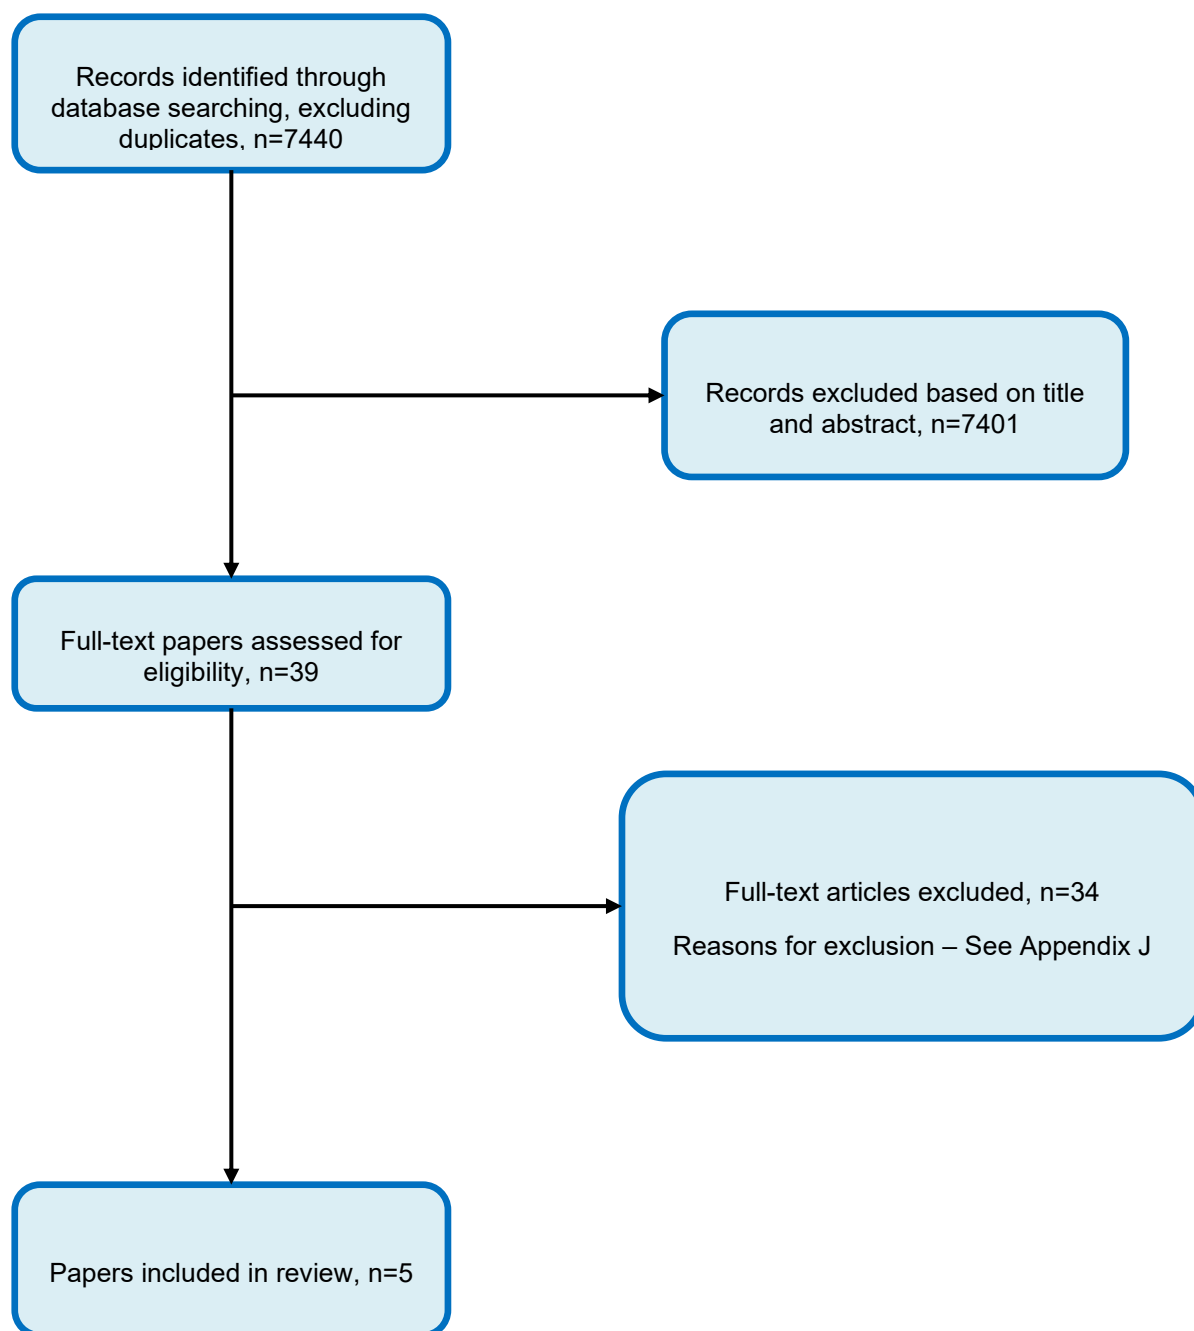 Records identified through
database searching, excluding
duplicates, n=7440
Records excluded based on title
and abstract, n=7401
Full-text papers assessed for
eligibility, n=39
Full-text articles excluded, n=34
Reasons for exclusion – See Appendix J
Papers included in review, n=5